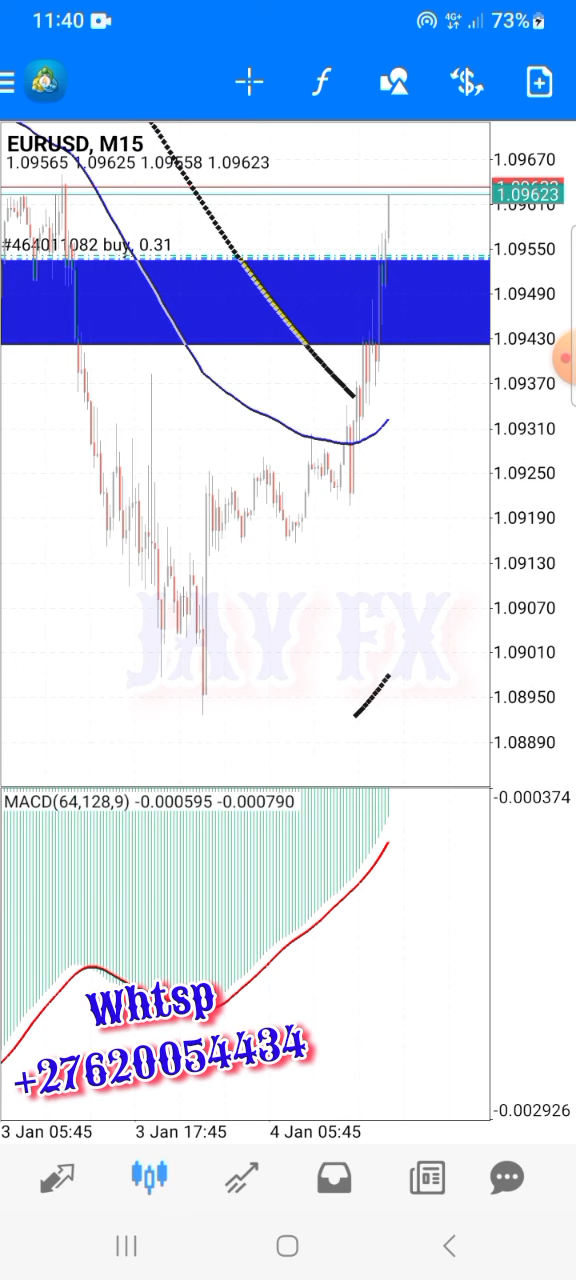 11:40
4G+
73%
EURUSD, M15
1.09565 1.09625 1.09558 1.09623
#464011082 buy, 0.31
1.09670
1.09623
1.09610
1.09550
1.09490
1.09430
1.09370
1.09310
1.09250
1.09190
1.09130
1.09070
1.09010
1.08950
1.08890
JAY FX
MACD(64,128,9) -0.000595 -0.000790
-0.000374
Whtsp
+27620054434
-0.002926
3 Jan 05:45
3 Jan 17:45
4 Jan 05:45